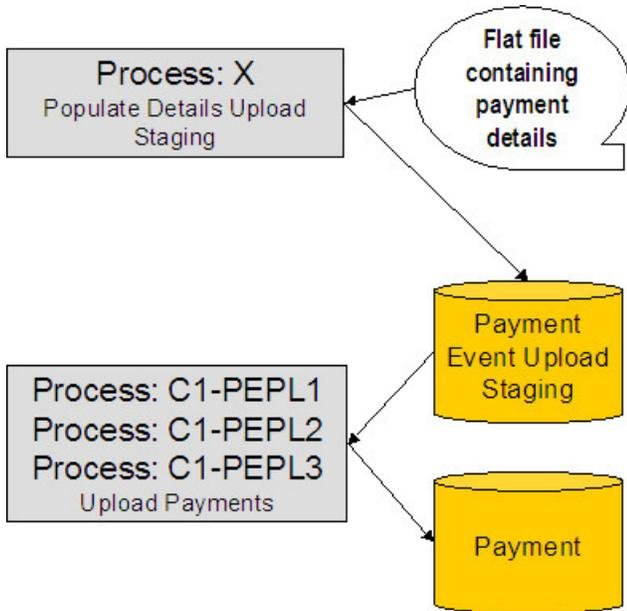 Process: X
Populate Details Upload
Staging
Flat file
containing
payment
details
Payment
Event Upload
Staging
Process: C1-PEPL1
Process: C1-PEPL2
Process: C1-PEPL3
Upload Payments
Payment